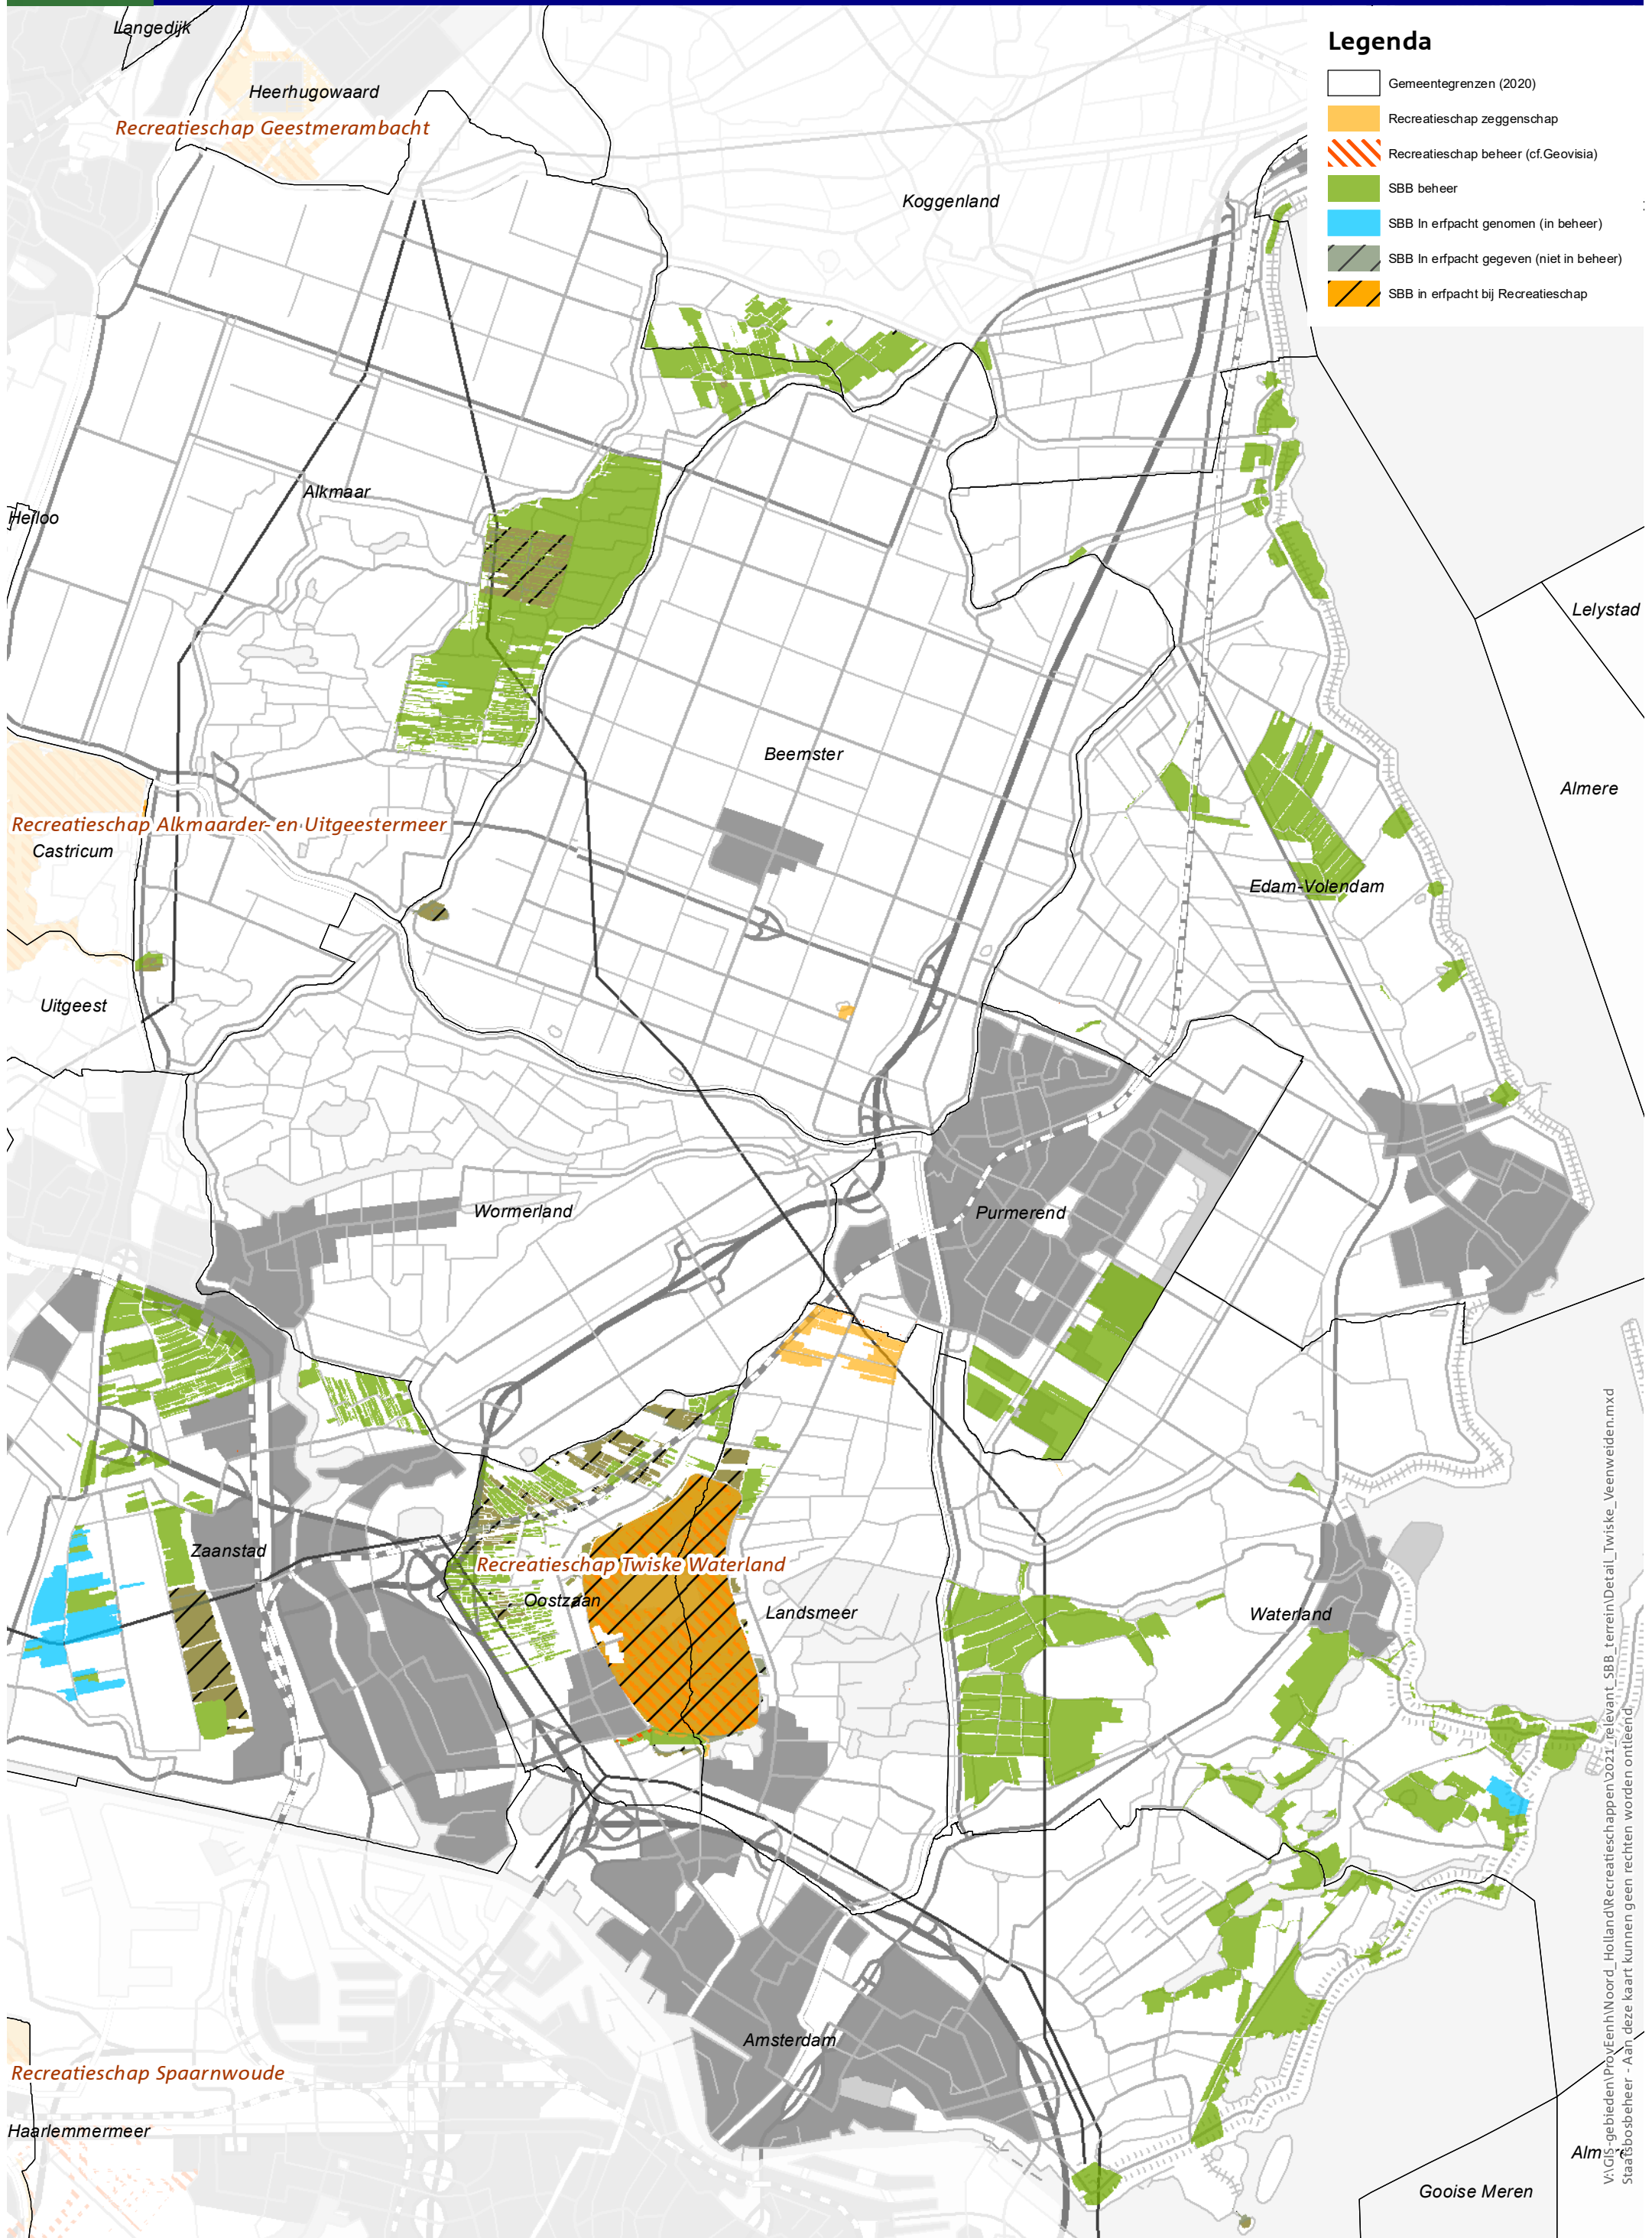 Langedijk
Heerhugowaard
Recreatieschap Geestmerambacht
Koggenland
Legenda
Gemeentegrenzen (2020)
Recreatieschap zeggenschap
Recreatieschap beheer (cf.Geovisia)
SBB beheer
SBB In erfpacht genomen (in beheer)
SBB In erfpacht gegeven (niet in beheer)
SBB in erfpacht bij Recreatieschap
Alkmaar
Heiloo
Lelystad
Beemster
Almere
Recreatieschap Alkmaarder- en Uitgeestermeer
Castricum
Edam-Volendam
Uitgeest
Wormerland
Purmerend
Zaanstad
Recreatieschap Twiske Waterland
Oostzaan
Landsmeer
Waterland
Amsterdam
Recreatieschap Spaarnwoude
Haarlemmermeer
Almere
Gooise Meren
V:\GIS-gebieden\ProvEenh\Noord_Holland\Recreatieschappen\2021_relevant_SBB_terrein\Detail_Twiske_Veenweiden.mxd
Staatsbosbeheer - Aan deze kaart kunnen geen rechten worden ontleend.